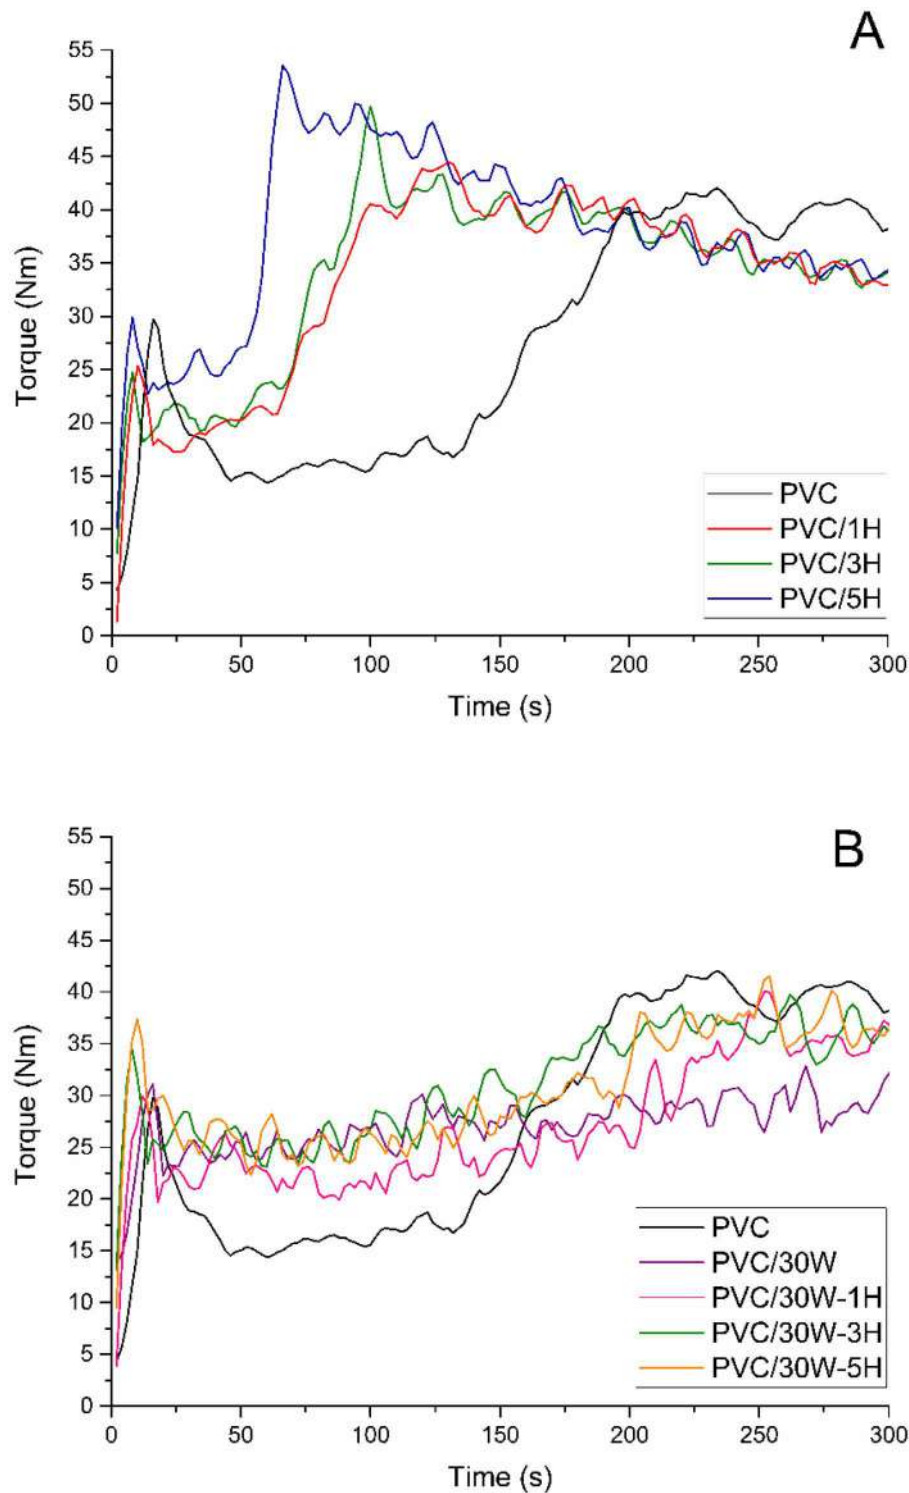 A
55
50
45
40
35
30
25
20
15
10
5
0
Torque (Nm)
PVC
PVC/1H
PVC/3H
PVC/5H
0 50 100 150 200 250 300
Time (s)
B
55
50
45
40
35
30
25
20
15
10
5
0
Torque (Nm)
PVC
PVC/30W
PVC/30W-1H
PVC/30W-3H
PVC/30W-5H
0 50 100 150 200 250 300
Time (s)